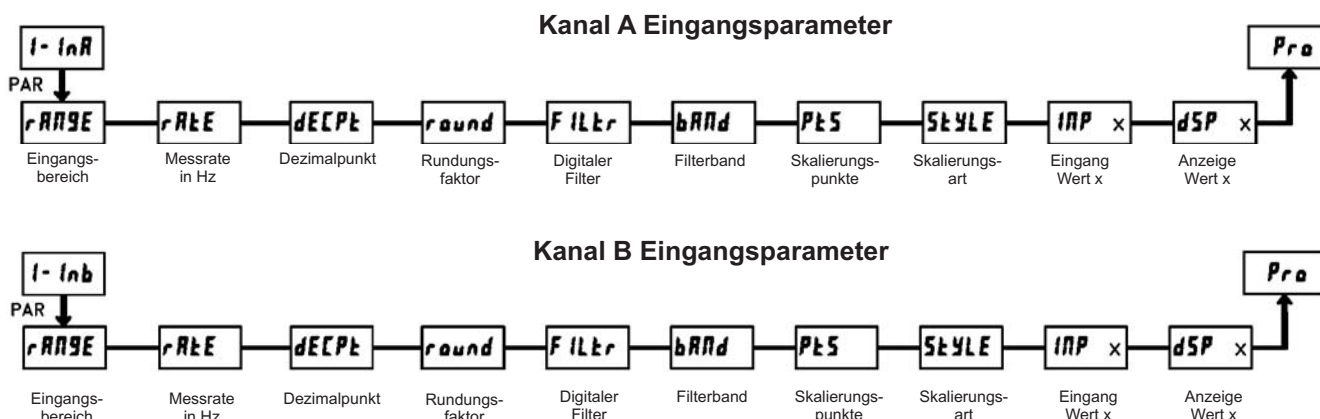 Kanal A Eingangsparameter
1-InA
Pro
PAR
rANGE rAtE dECPt round FILtr bANd PtS StYLE INP x dSP x
Eingangs- Messrate Dezimalpunkt Rundungs- Digitaler Filterband Skalierungs- Skalierungs- Eingang Anzeige
bereich in Hz faktor Filter punkte art Wert x Wert x
Kanal B Eingangsparameter
1-Inb
Pro
PAR
rANGE rAtE dECPt round FILtr bANd PtS StYLE INP x dSP x
Eingangs- Messrate Dezimalpunkt Rundungs- Digitaler Filterband Skalierungs- Skalierungs- Eingang Anzeige
bereich in Hz faktor Filter punkte art Wert x Wert x